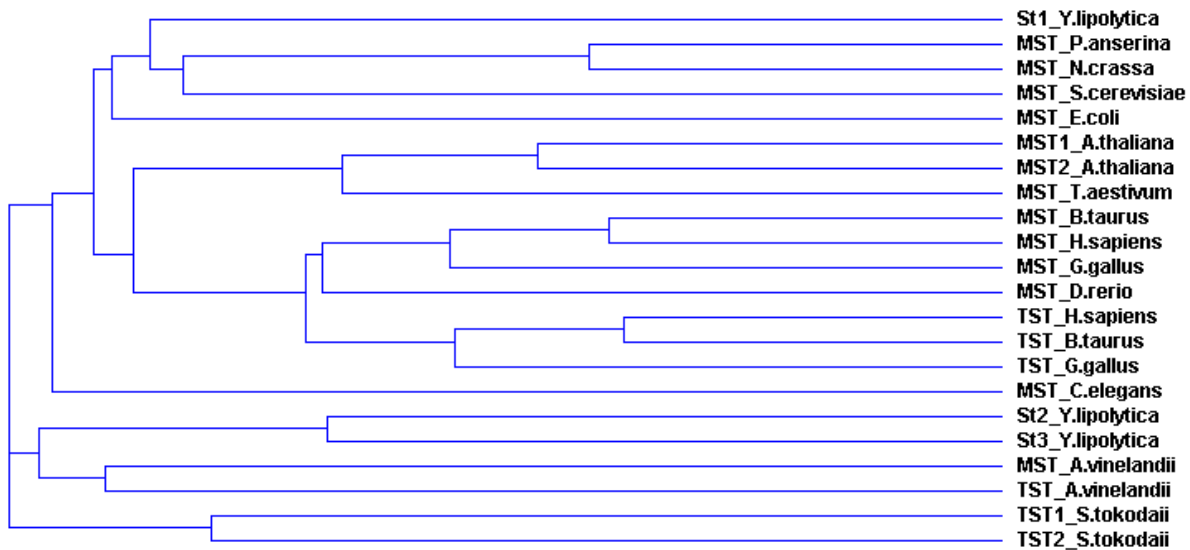 St1_Y.lipolytica
MST_P.anserina
MST_N.crassa
MST_S.cerevisiae
MST_E.coli
MST1_A.thaliana
MST2_A.thaliana
MST_T.aestivum
MST_B.taurus
MST_H.sapiens
MST_G.gallus
MST_D.rerio
TST_H.sapiens
TST_B.taurus
TST_G.gallus
MST_C.elegans
St2_Y.lipolytica
St3_Y.lipolytica
MST_A.vinelandii
TST_A.vinelandii
TST1_S.tokodaii
TST2_S.tokodaii